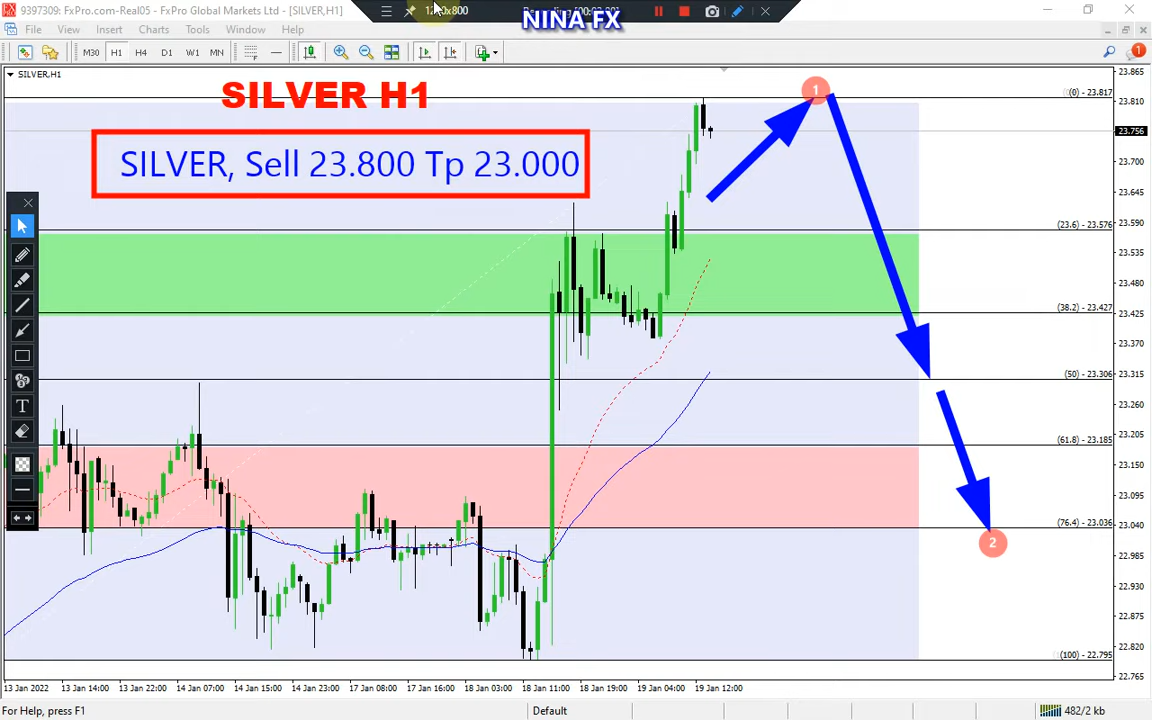 9397309: FxPro.com-Real05 - FxPro Global Markets Ltd - [SILVER,H1]
NINA FX
File View Insert Charts Tools Window Help
M30 H1 H4 D1 W1 MN
1
SILVER,H1
SILVER H1
SILVER, Sell 23.800 Tp 23.000
1
2
(0) - 23.817
(23.6) - 23.576
(38.2) - 23.427
(50) - 23.306
(61.8) - 23.185
(76.4) - 23.036
(100) - 22.795
23.865
23.810
23.756
23.700
23.645
23.590
23.535
23.480
23.425
23.370
23.315
23.260
23.205
23.150
23.095
23.040
22.985
22.930
22.875
22.820
22.765
T
13 Jan 2022 13 Jan 14:00 13 Jan 22:00 14 Jan 07:00 14 Jan 15:00 14 Jan 23:00 17 Jan 08:00 17 Jan 16:00 18 Jan 03:00 18 Jan 11:00 18 Jan 19:00 19 Jan 04:00 19 Jan 12:00
For Help, press F1 Default 482/2 kb